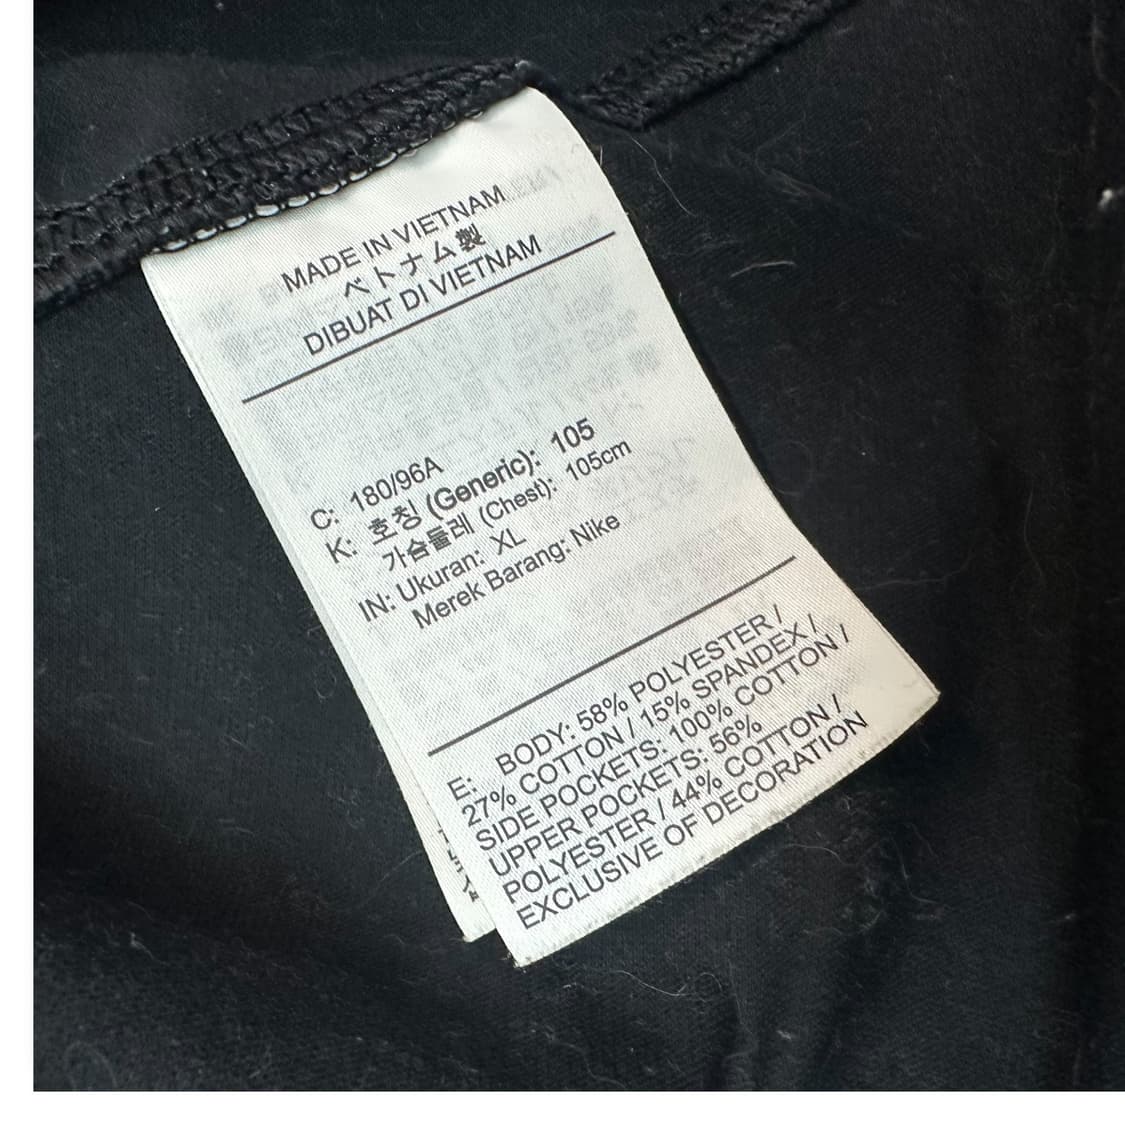 MADE IN VIETNAM
ベトナム製
DIBUAT DI VIETNAM
C: 180/96A
K: 호칭 (Generic): 105
가슴둘레 (Chest): 105cm
IN: Ukuran: XL
Merek Barang: Nike
E: BODY: 58% POLYESTER /
27% COTTON / 15% SPANDEX /
SIDE POCKETS: 100% COTTON /
UPPER POCKETS: 56%
POLYESTER / 44% COTTON /
EXCLUSIVE OF DECORATION